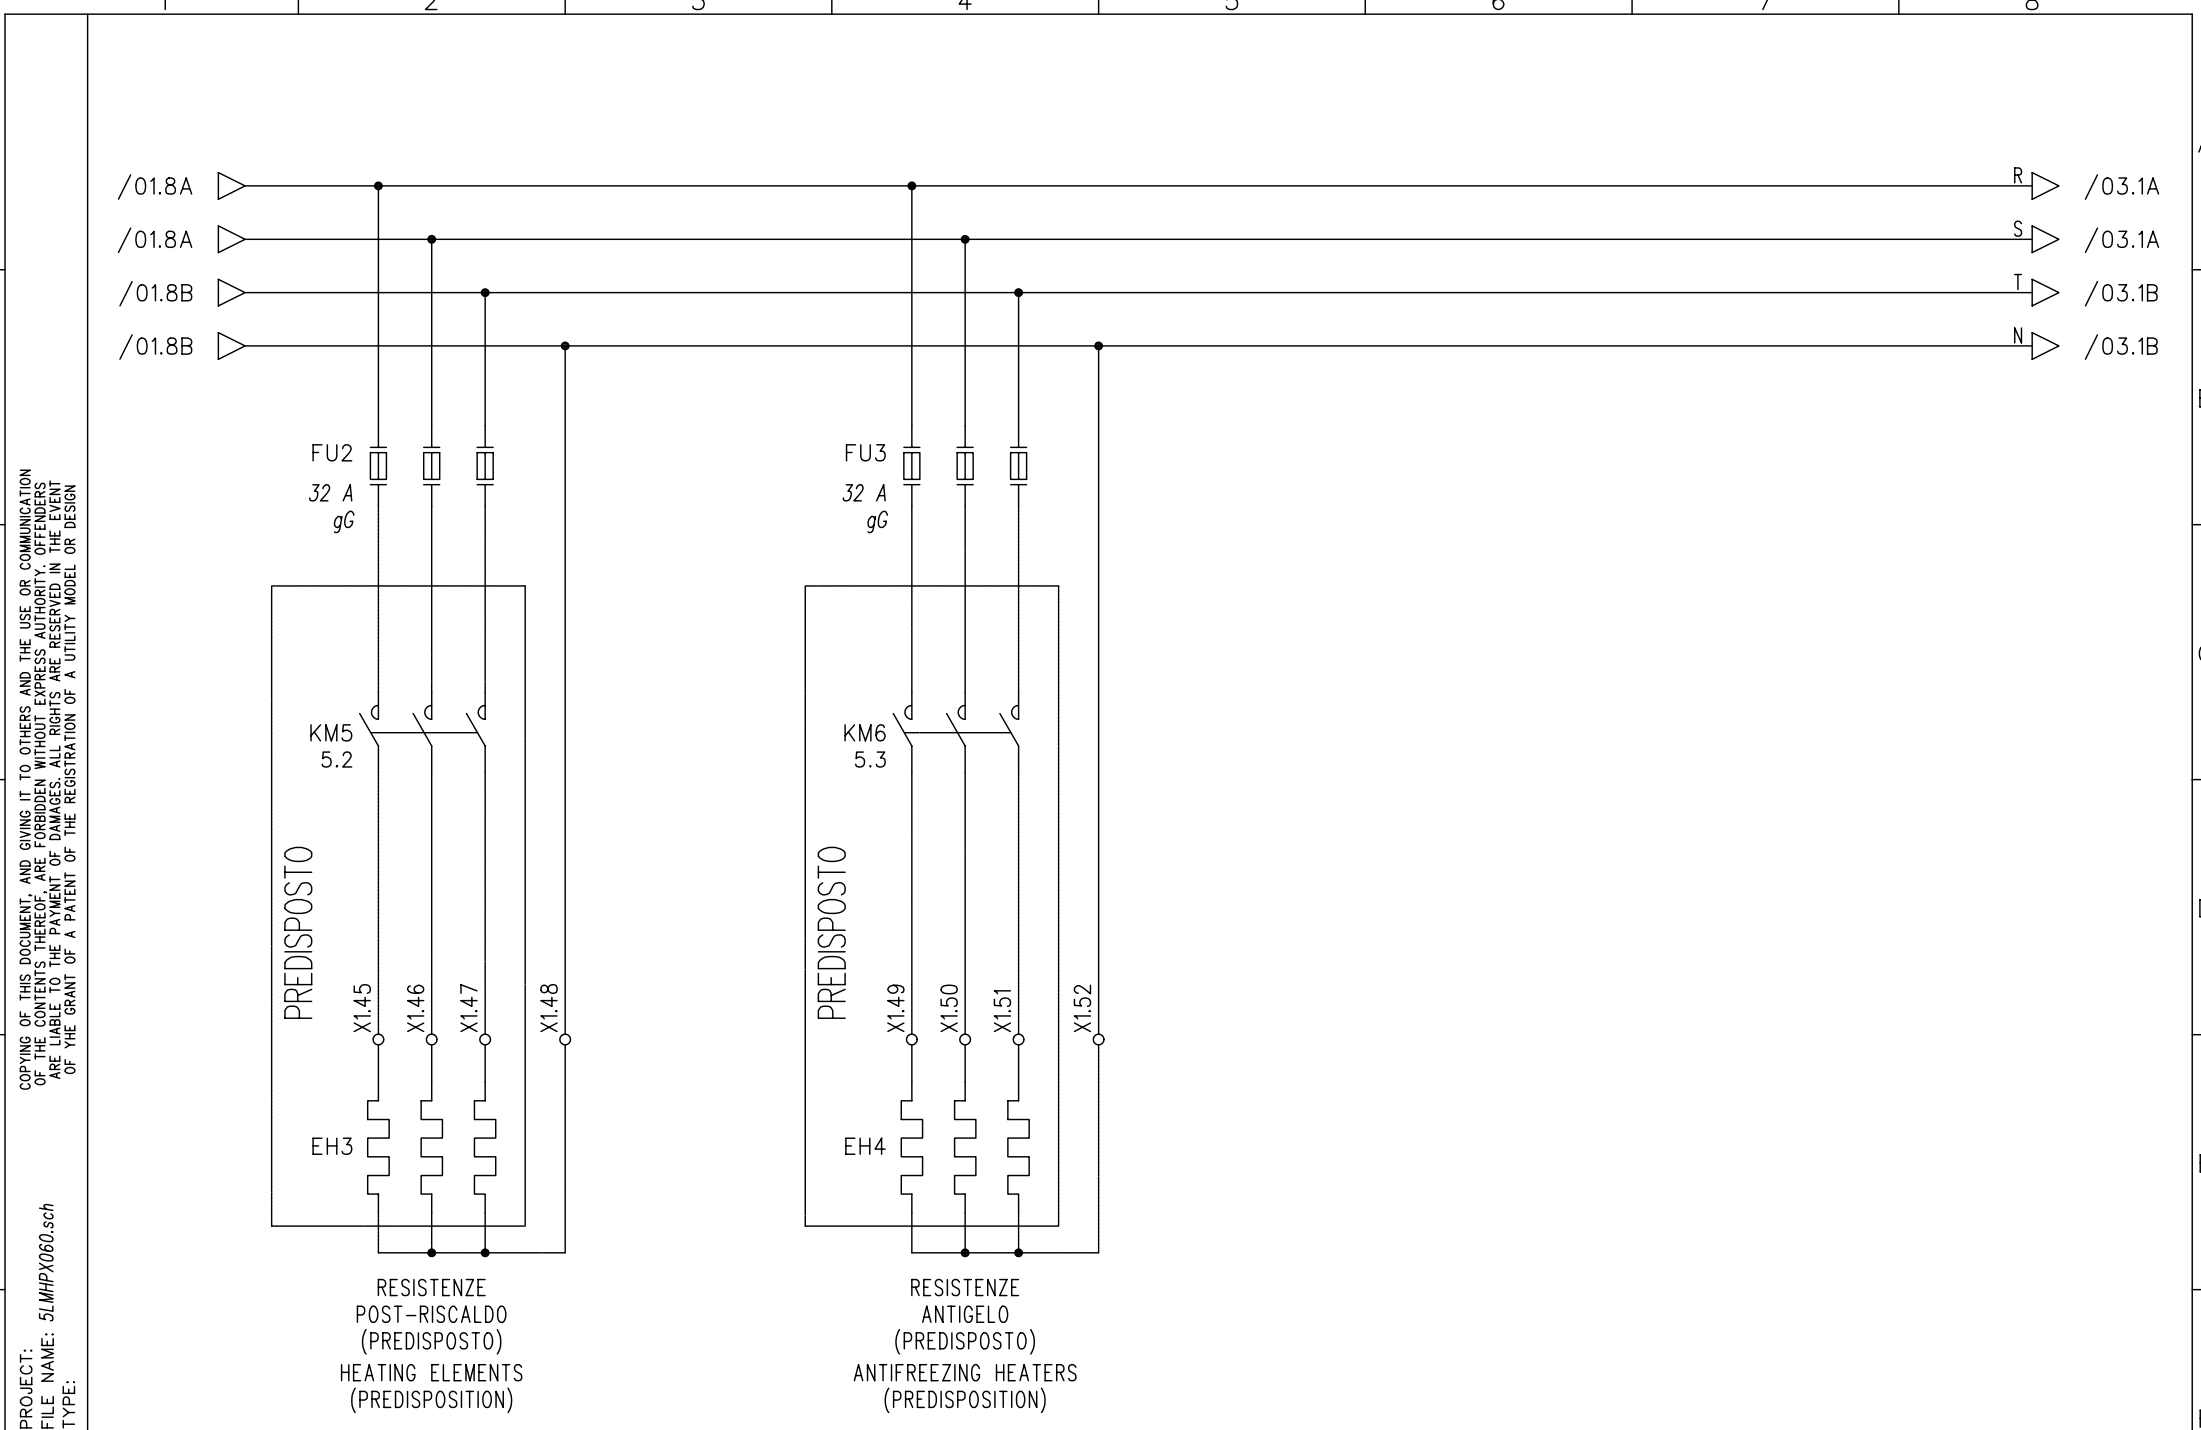 2
3
4
5
6
7
8
/01.8A
R
/03.1A
/01.8A
S
/03.1A
/01.8B
T
/03.1B
/01.8B
N
/03.1B
FU2
32 A
gG
FU3
32 A
gG
KM5
5.2
KM6
5.3
PREDISPOSTO
PREDISPOSTO
X1.45
X1.46
X1.47
X1.48
X1.49
X1.50
X1.51
X1.52
EH3
EH4
RESISTENZE
POST-RISCALDO
(PREDISPOSTO)
HEATING ELEMENTS
(PREDISPOSITION)
RESISTENZE
ANTIGELO
(PREDISPOSTO)
ANTIFREEZING HEATERS
(PREDISPOSITION)
COPYING OF THIS DOCUMENT, AND GIVING IT TO OTHERS AND THE USE OR COMMUNICATION
OF THE CONTENTS THEREOF, ARE FORBIDDEN WITHOUT EXPRESS AUTHORITY. OFFENDERS
ARE LIABLE TO THE PAYMENT OF DAMAGES. ALL RIGHTS ARE RESERVED IN THE EVENT
OF YHE GRANT OF A PATENT OF THE REGISTRATION OF A UTILITY MODEL OR DESIGN
PROJECT:
FILE NAME: 5LMHPX060.sch
TYPE: